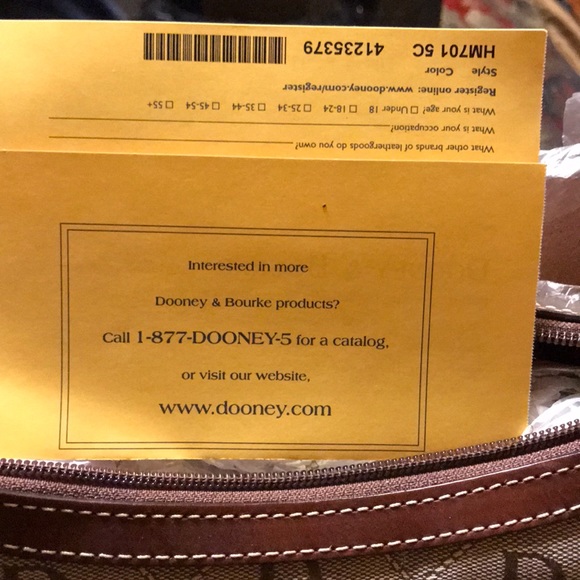 What other brands of leathergoods do you own?
What is your occupation?
What is your age? ☐ Under 18 ☐ 18-24 ☐ 25-34 ☐ 35-44 ☐ 45-54 ☐ 55+
Register online: www.dooney.com/register
Style Color
HM701 5C 41235379
Interested in more
Dooney & Bourke products?
Call 1-877-DOONEY-5 for a catalog,
or visit our website,
www.dooney.com